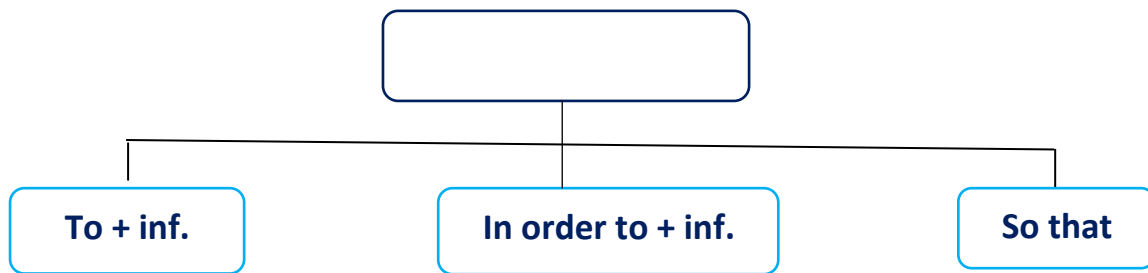 To + inf.
In order to + inf.
So that